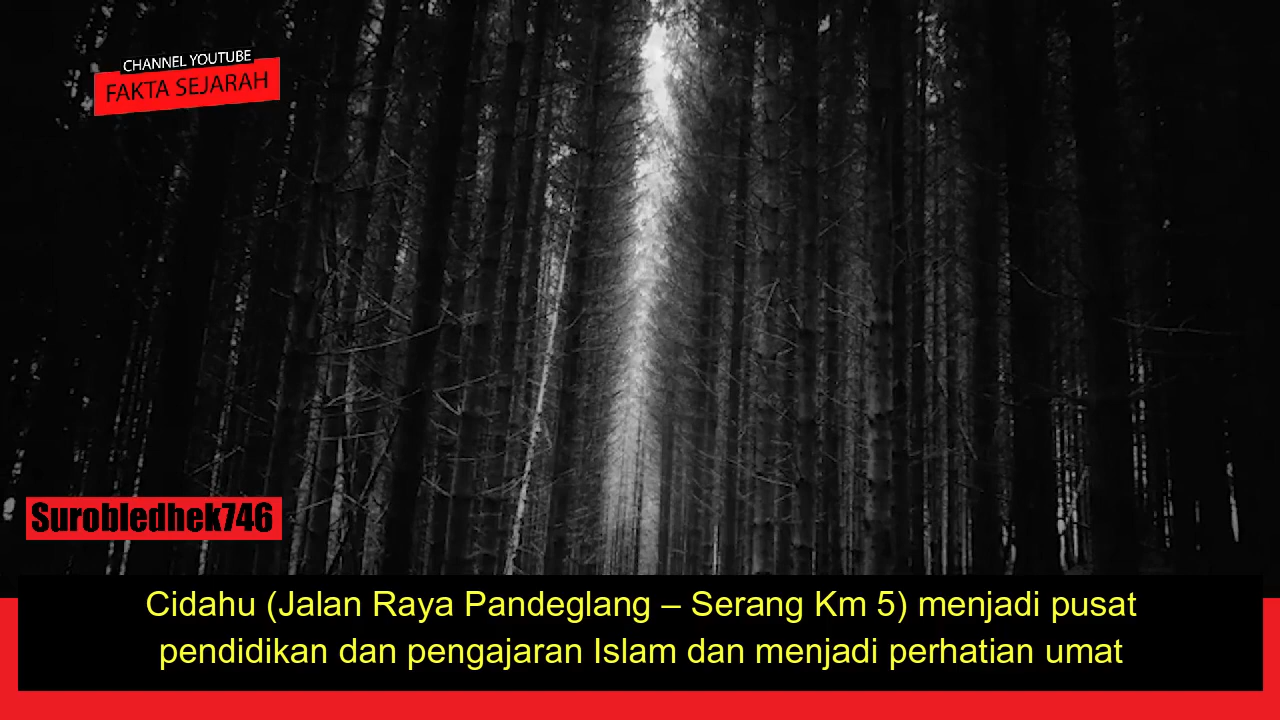 CHANNEL YOUTUBE
FAKTA SEJARAH
Surobledhek746
Cidahu (Jalan Raya Pandeglang – Serang Km 5) menjadi pusat
pendidikan dan pengajaran Islam dan menjadi perhatian umat